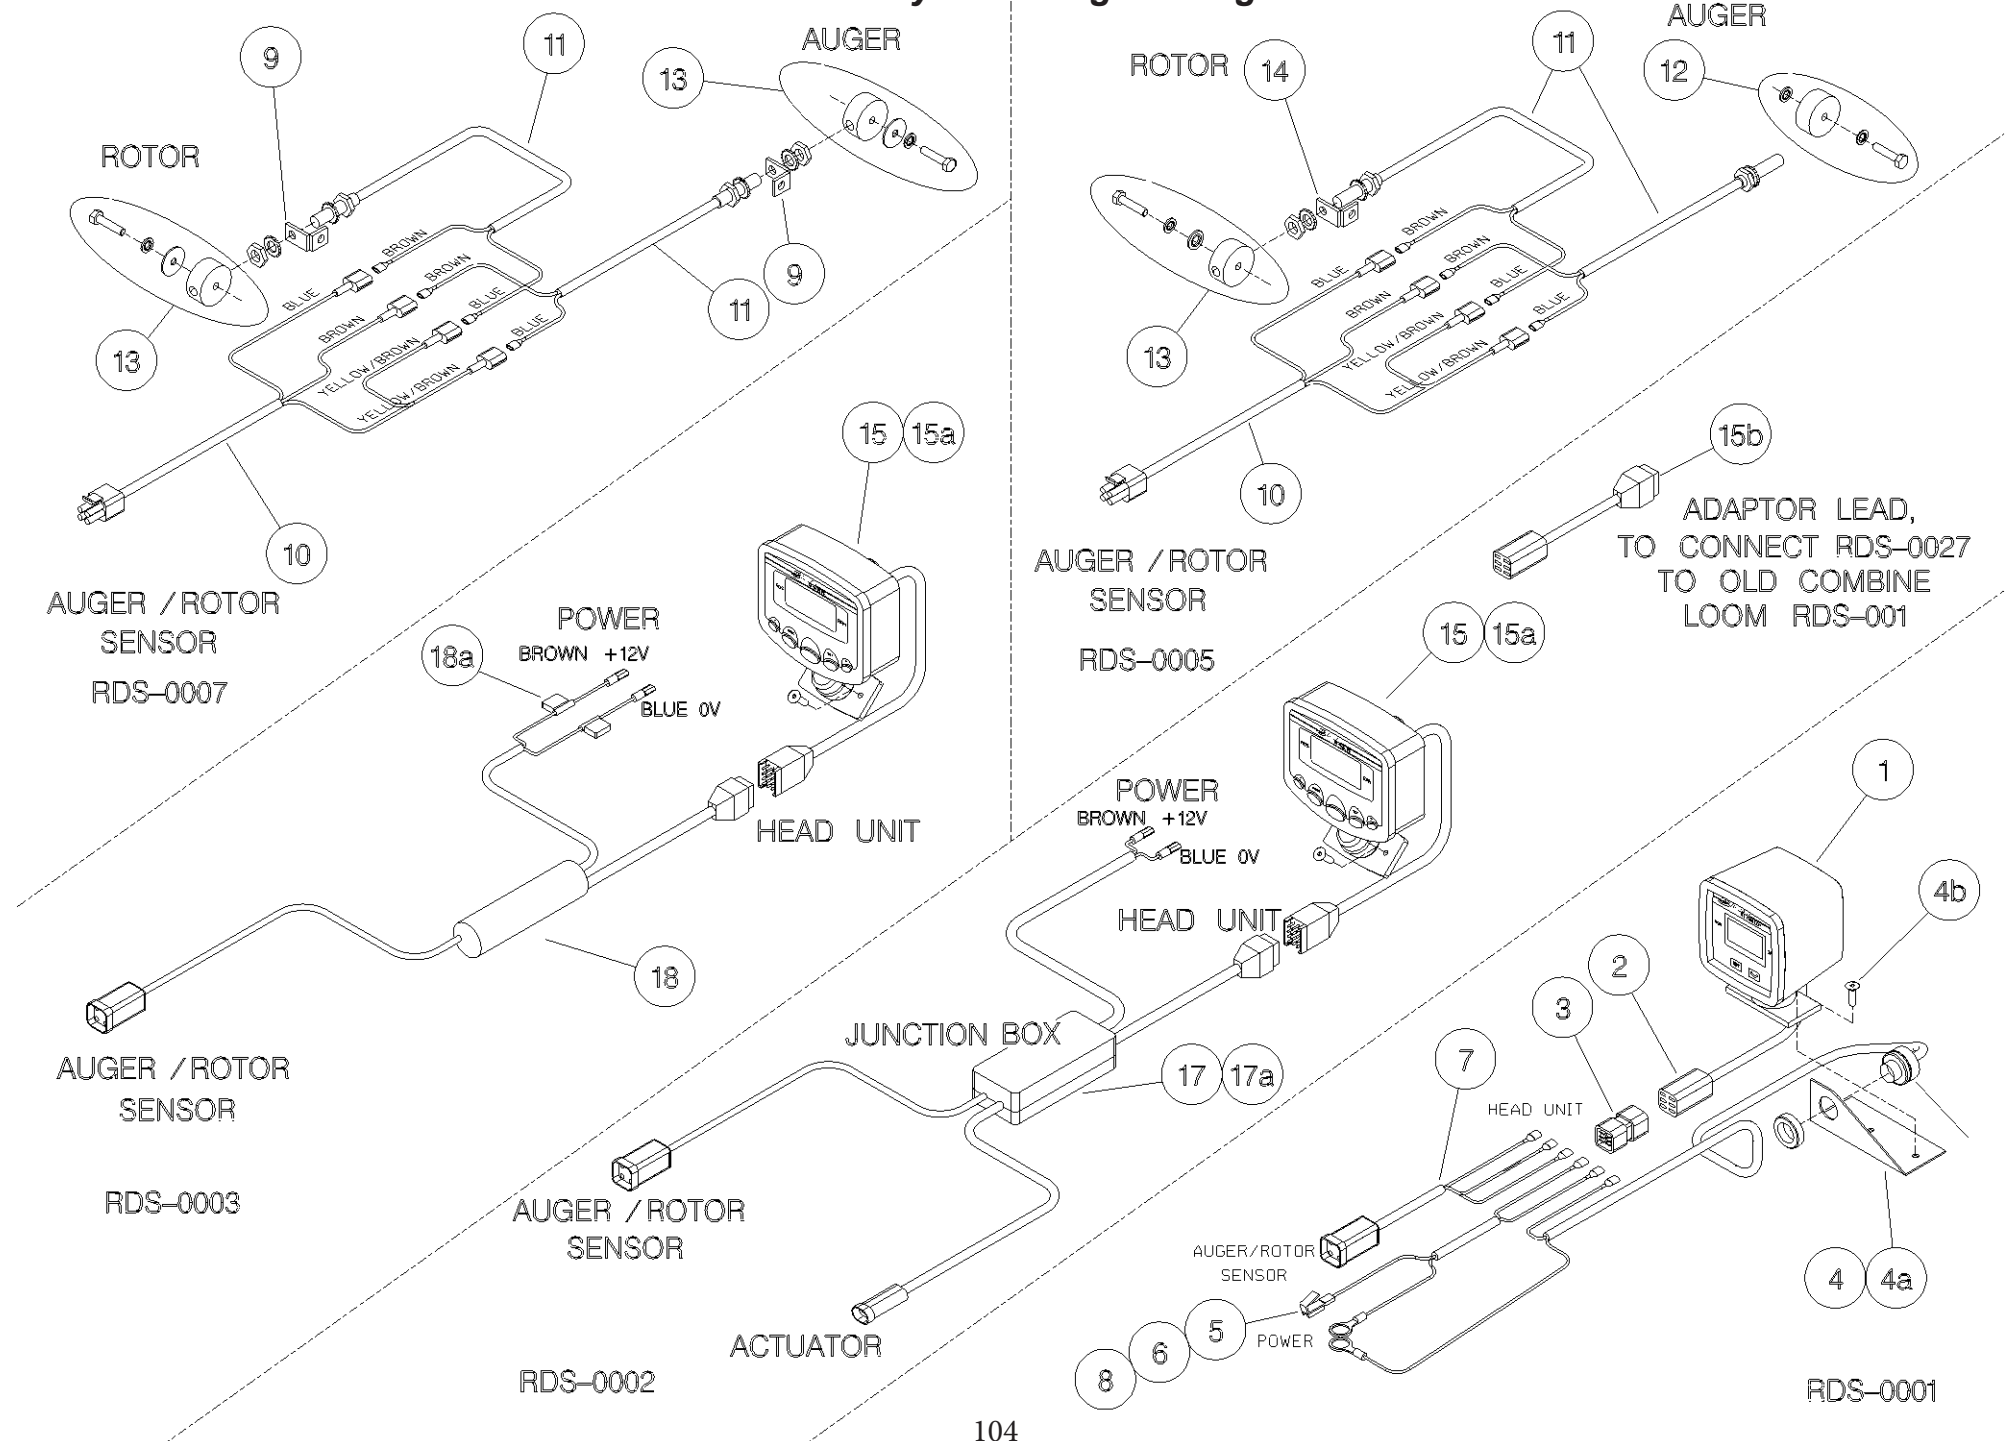 9
11
AUGER
13
ROTOR
BLUE
BROWN
BROWN
BROWN
BLUE
YELLOW/BROWN
BLUE
YELLOW/BROWN
11
9
13
10
AUGER / ROTOR
SENSOR
RDS-0007
ROTOR
14
11
AUGER
12
BLUE
BROWN
BROWN
BROWN
BLUE
YELLOW/BROWN
BLUE
YELLOW/BROWN
13
10
AUGER / ROTOR
SENSOR
RDS-0005
15b
ADAPTOR LEAD,
TO CONNECT RDS-0027
TO OLD COMBINE
LOOM RDS-001
15
15a
POWER
18a
BROWN +12V
BLUE 0V
HEAD UNIT
18
AUGER / ROTOR
SENSOR
RDS-0003
15
15a
POWER
BROWN +12V
BLUE 0V
HEAD UNIT
JUNCTION BOX
17
17a
AUGER / ROTOR
SENSOR
ACTUATOR
RDS-0002
1
4b
2
3
7
HEAD UNIT
AUGER/ROTOR
SENSOR
5
6
8
POWER
4
4a
RDS-0001
104